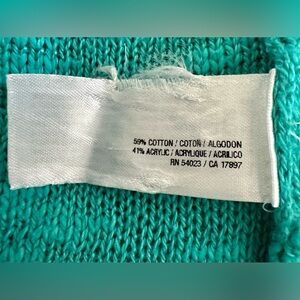 59% COTTON / COTON / ALGODON
41% ACRYLIC / ACRYLIQUE / ACRILICO
RN 54023 / CA 17897